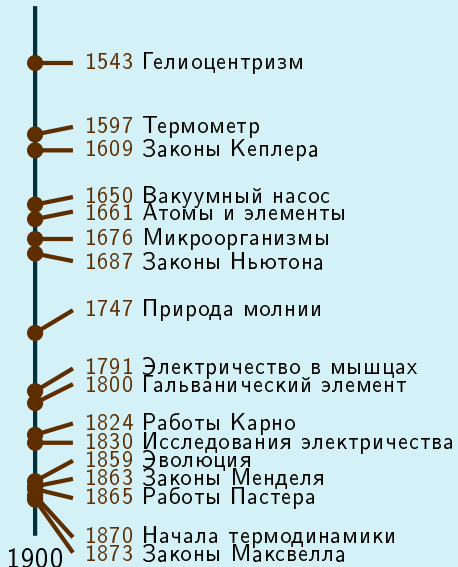 1543 Гелиоцентризм
1597 Термометр
1609 Законы Кеплера
1650 Вакуумный насос
1661 Атомы и элементы
1676 Микроорганизмы
1687 Законы Ньютона
1747 Природа молнии
1791 Электричество в мышцах
1800 Гальванический элемент
1824 Работы Карно
1830 Исследования электричества
1859 Эволюция
1863 Законы Менделя
1865 Работы Пастера
1870 Начала термодинамики
1873 Законы Максвелла
1900